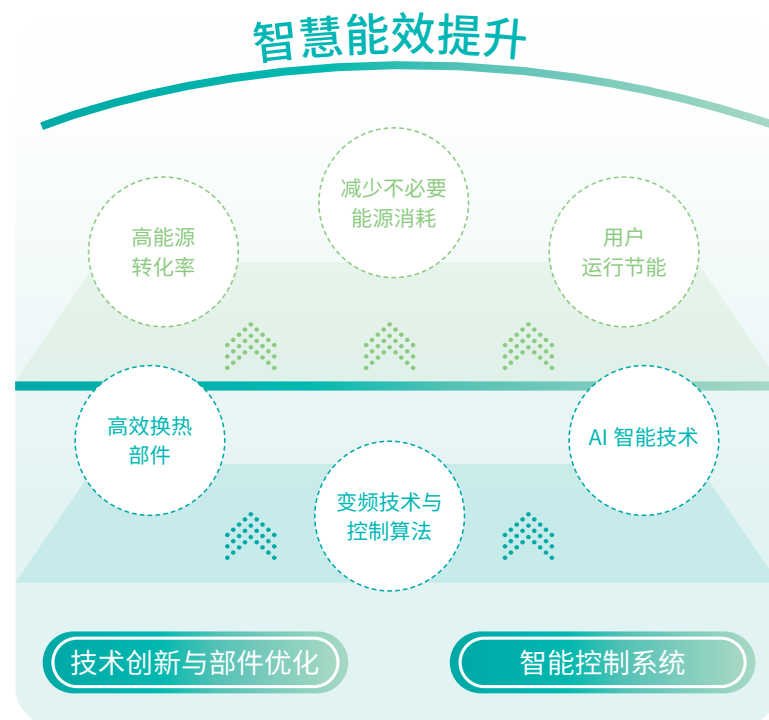 智慧能效提升
减少不必要
能源消耗
高能源
转化率
用户
运行节能
高效换热
部件
AI 智能技术
变频技术与
控制算法
技术创新与部件优化
智能控制系统